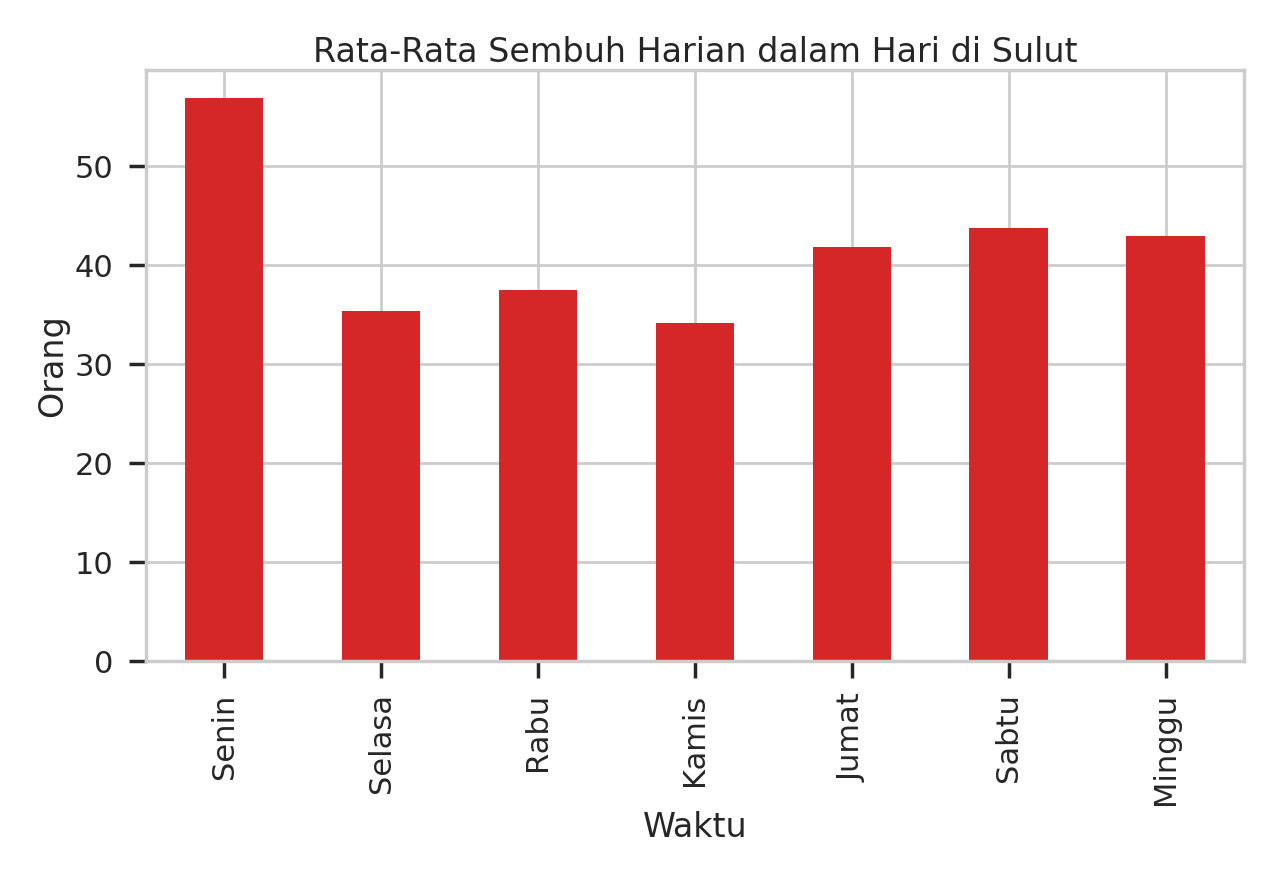 Rata-Rata Sembuh Harian dalam Hari di Sulut
Orang
50
40
30
20
10
0
Senin
Selasa
Rabu
Kamis
Jumat
Sabtu
Minggu
Waktu